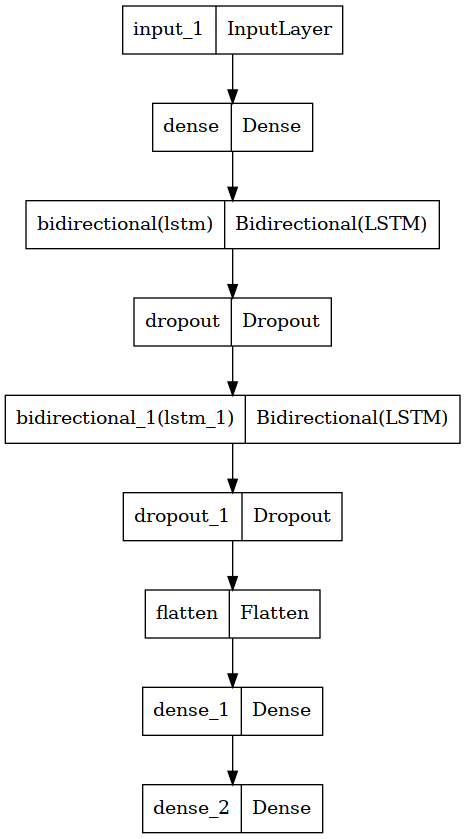 input_1 InputLayer
dense Dense
bidirectional(lstm) Bidirectional(LSTM)
dropout Dropout
bidirectional_1(lstm_1) Bidirectional(LSTM)
dropout_1 Dropout
flatten Flatten
dense_1 Dense
dense_2 Dense